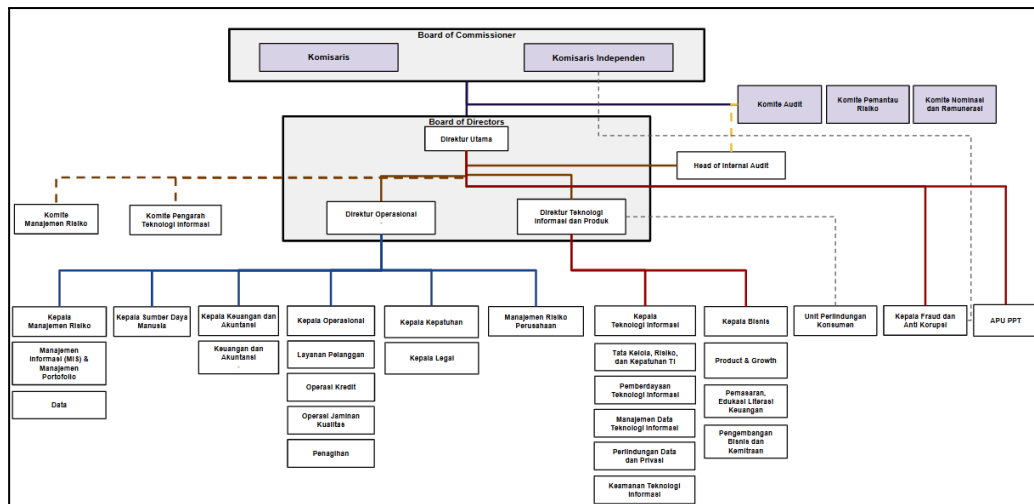 Board of Commissioner
Komisaris
Komisaris Independen
Komite Audit
Komite Pemantau
Risiko
Komite Nominasi
dan Remunerasi
Board of Directors
Direktur Utama
Head of Internal Audit
Komite
Manajemen Risiko
Komite Pengarah
Teknologi Informasi
Direktur Operasional
Direktur Teknologi
Informasi dan Produk
Kepala
Manajemen Risiko
Kepala Sumber Daya
Manusia
Kepala Keuangan dan
Akuntansi
Kepala Operasional
Kepala Kepatuhan
Manajemen Risiko
Perusahaan
Kepala
Teknologi Informasi
Kepala Bisnis
Unit Perlindungan
Konsumen
Kepala Fraud dan
Anti Korupsi
APU PPT
Manajemen
Informasi (MIS) &
Manajemen
Portofolio
Data
Keuangan dan
Akuntansi
Layanan Pelanggan
Operasi Kredit
Operasi Jaminan
Kualitas
Penagihan
Kepala Legal
Tata Kelola, Risiko,
dan Kepatuhan TI
Pemberdayaan
Teknologi Informasi
Manajemen Data
Teknologi Informasi
Perlindungan Data
dan Privasi
Keamanan Teknologi
Informasi
Product & Growth
Pemasaran,
Edukasi Literasi
Keuangan
Pengembangan
Bisnis dan
Kemitraan